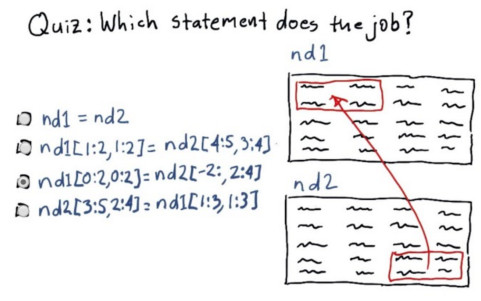 Quiz: Which statement does the job?
nd1
nd1 = nd2
nd1[1:2,1:2]= nd2[4:5,3:4]
nd1[0:2,0:2]=nd2[-2:,2:4]
nd2
nd2[3:5,2:4]=nd1[1:3,1:3]